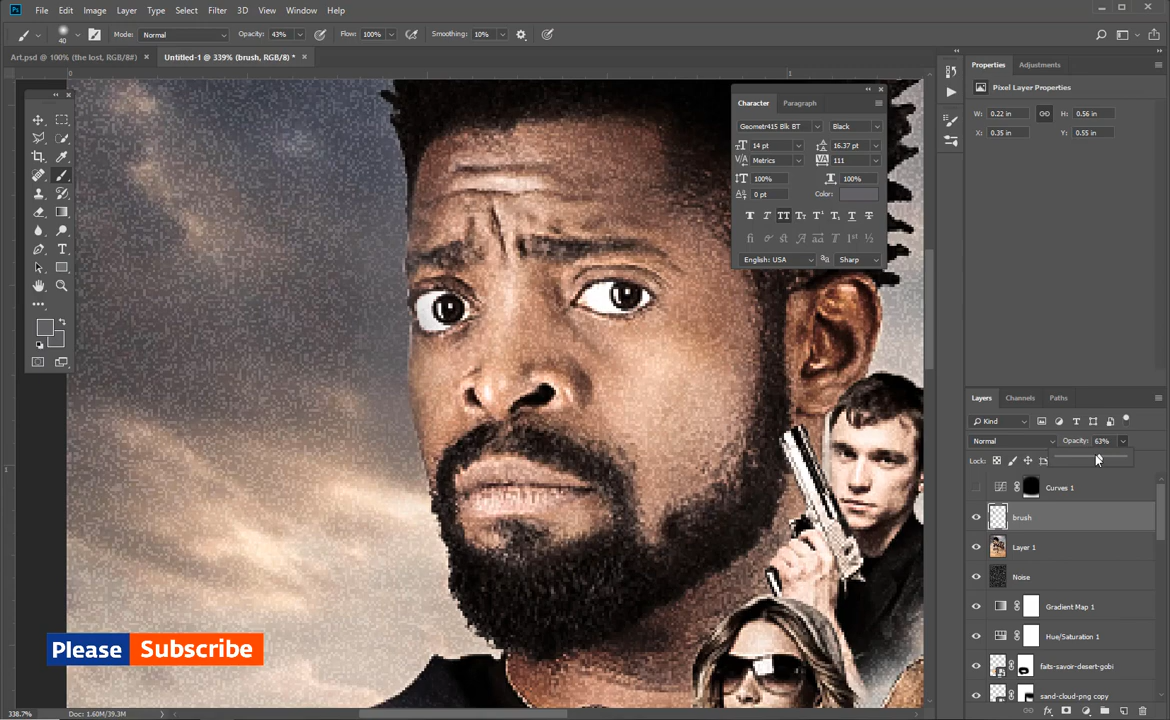 Ps File Edit Image Layer Type Select Filter 3D View Window Help
40 Mode: Normal Opacity: 43% Flow: 100% Smoothing: 10%
Art.psd @ 100% (the lost, RGB/8#) × Untitled-1 @ 339% (brush, RGB/8) * ×
0 1
Properties Adjustments
Pixel Layer Properties
W: 0.22 in H: 0.56 in
X: 0.35 in Y: 0.55 in
Character Paragraph
Geometr415 Blk BT Black
14 pt 16.37 pt
Metrics 111
100% 100%
0 pt Color:
English: USA Sharp
Layers Channels Paths
Kind
Normal Opacity: 63%
Lock:
Curves 1
brush
Layer 1
Noise
Gradient Map 1
Hue/Saturation 1
faits-savoir-desert-gobi
sand-cloud-png copy
1
Please Subscribe
338.7% Doc: 1.60M/39.3M